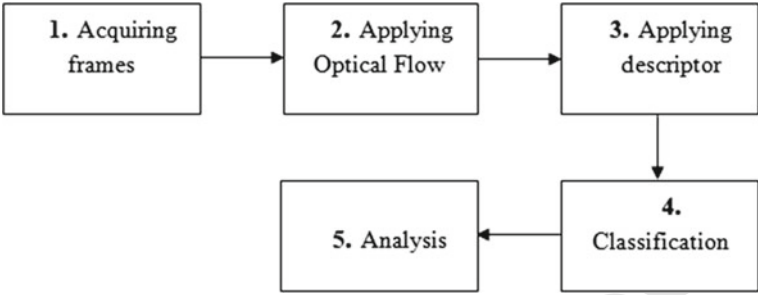 1. Acquiring
frames
2. Applying
Optical Flow
3. Applying
descriptor
4.
Classification
5. Analysis